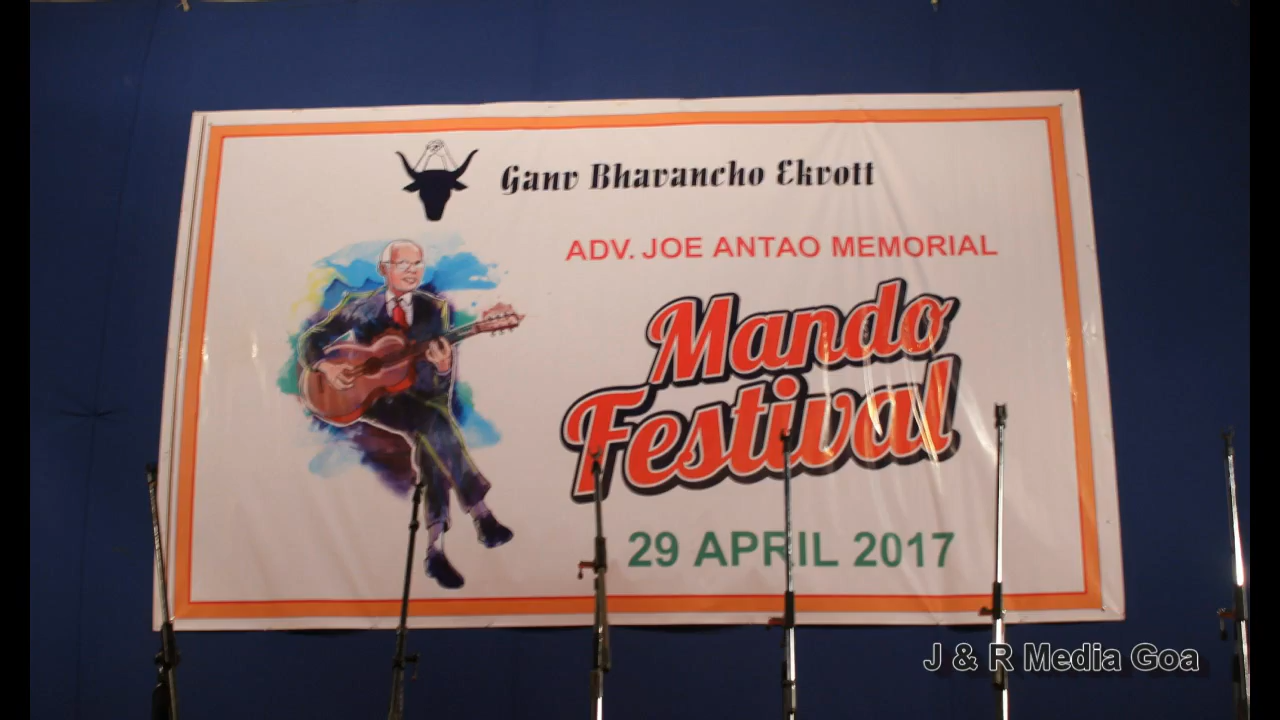 Ganv Bhavancho Ekvott
ADV. JOE ANTAO MEMORIAL
Mando
Festival
29 APRIL 2017
J & R Media Goa